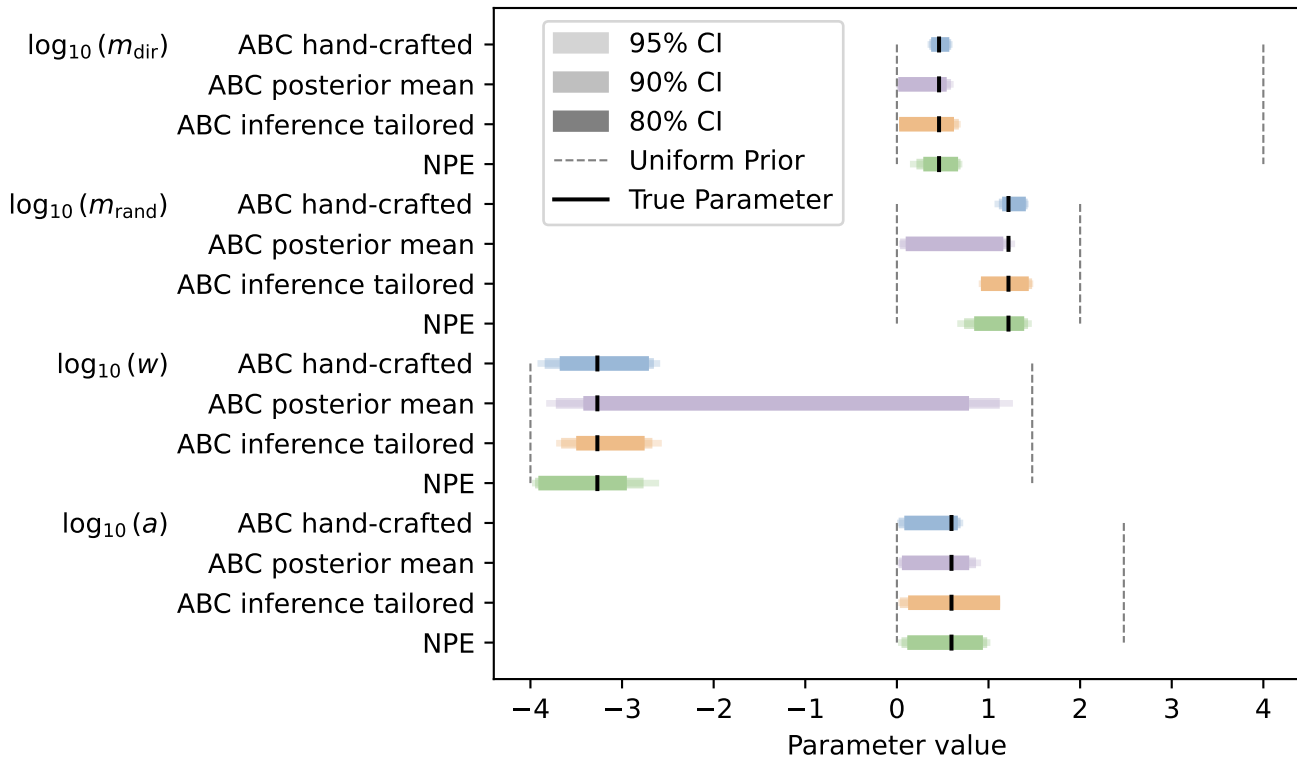 log₁₀ (m_dir) ABC hand-crafted
ABC posterior mean
ABC inference tailored
NPE
log₁₀ (m_rand) ABC hand-crafted
ABC posterior mean
ABC inference tailored
NPE
log₁₀ (w) ABC hand-crafted
ABC posterior mean
ABC inference tailored
NPE
log₁₀ (a) ABC hand-crafted
ABC posterior mean
ABC inference tailored
NPE
95% CI
90% CI
80% CI
Uniform Prior
True Parameter
−4 −3 −2 −1 0 1 2 3 4
Parameter value